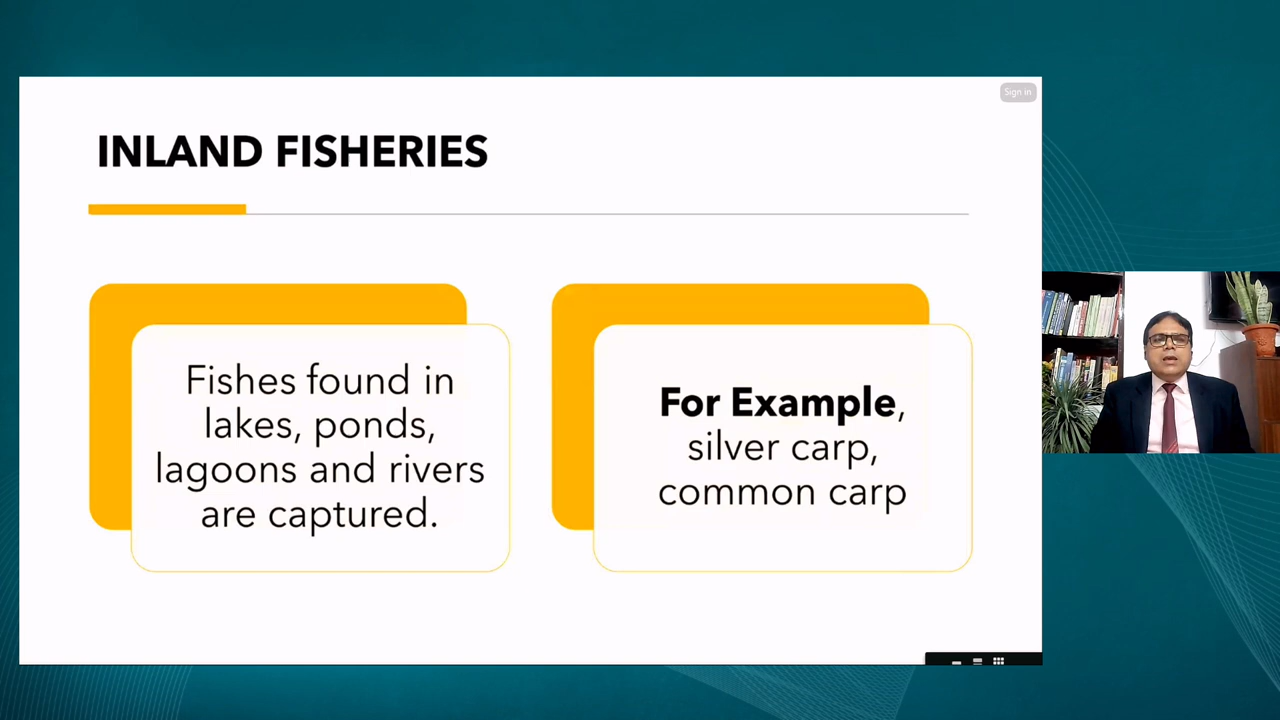 Sign in
INLAND FISHERIES
Fishes found in
lakes, ponds,
lagoons and rivers
are captured.
For Example,
silver carp,
common carp